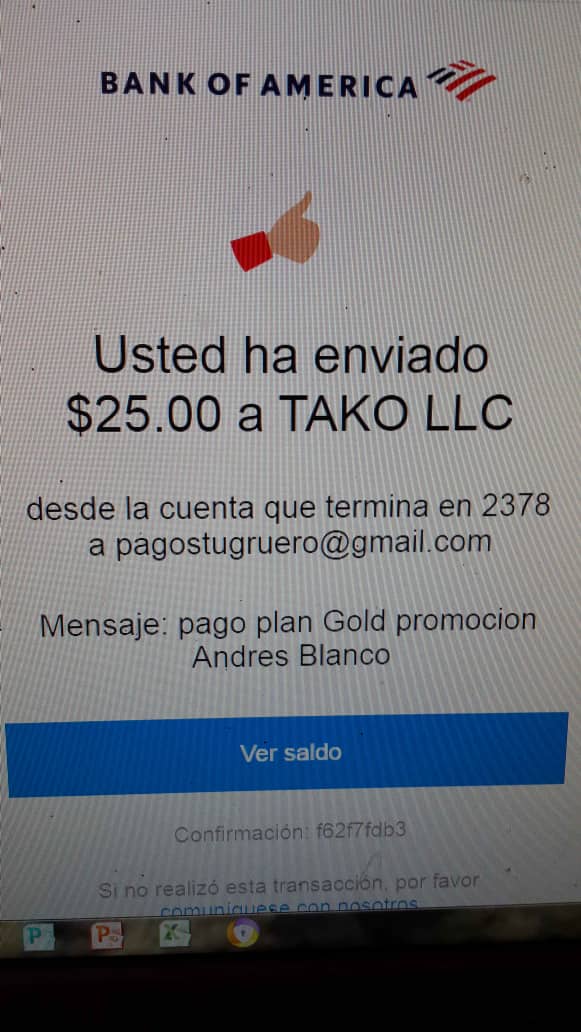 BANK OF AMERICA
Usted ha enviado
$25.00 a TAKO LLC
desde la cuenta que termina en 2378
a pagostugruero@gmail.com
Mensaje: pago plan Gold promocion
Andres Blanco
Ver saldo
Confirmación: f62f7fdb3
Si no realizó esta transacción, por favor
comuníquese con nosotros